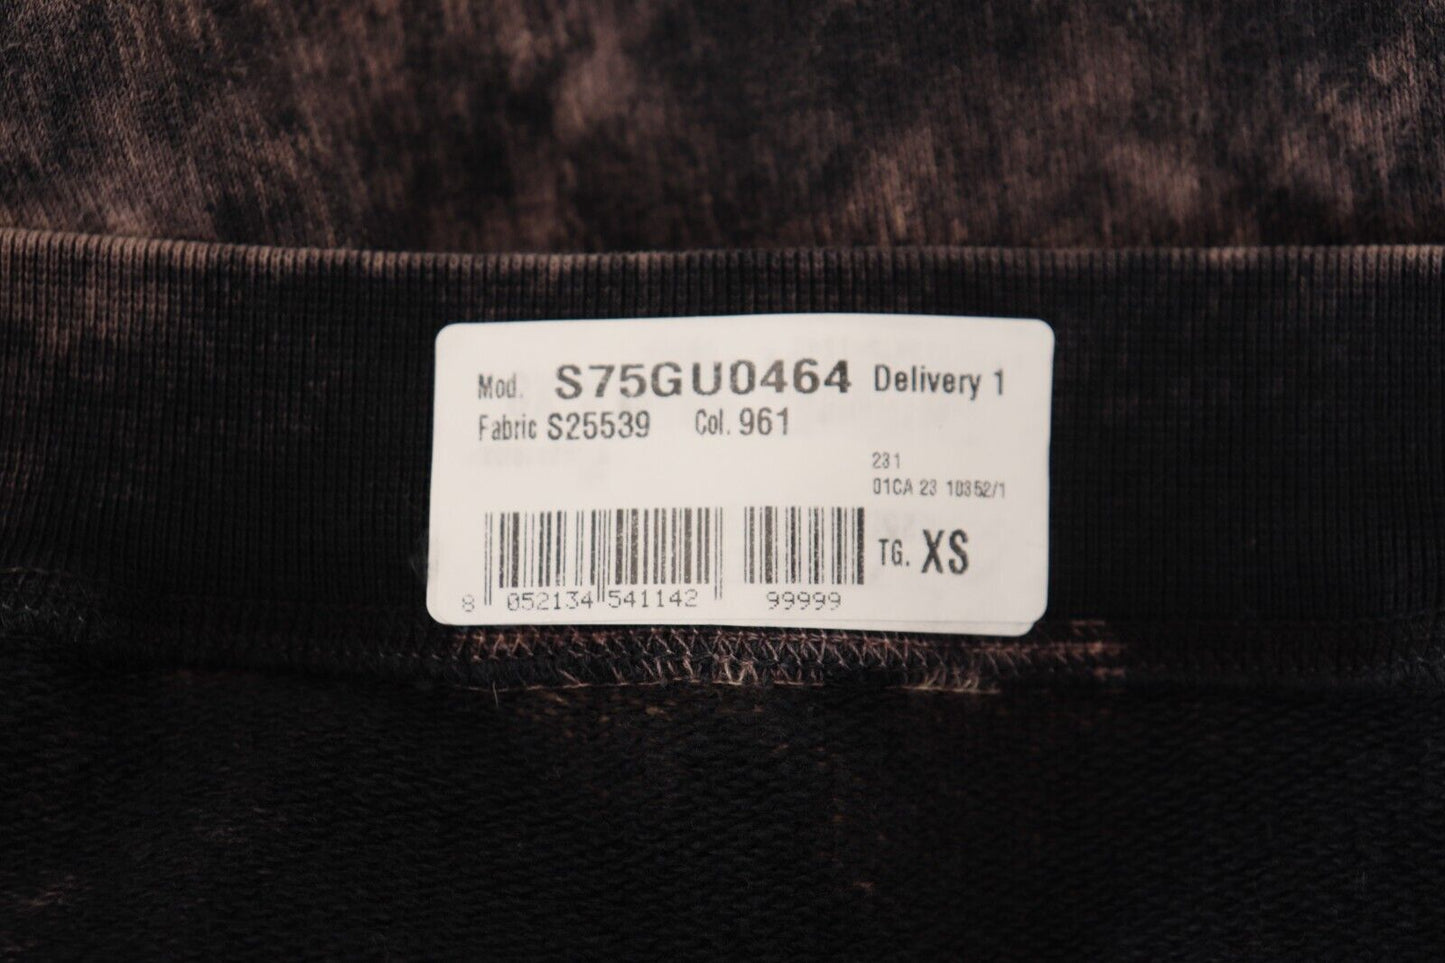 Mod. S75GU0464 Delivery 1
Fabric S25539 Col. 961
231
01CA 23 10352/1
TG. XS
8 052134 541142 99999